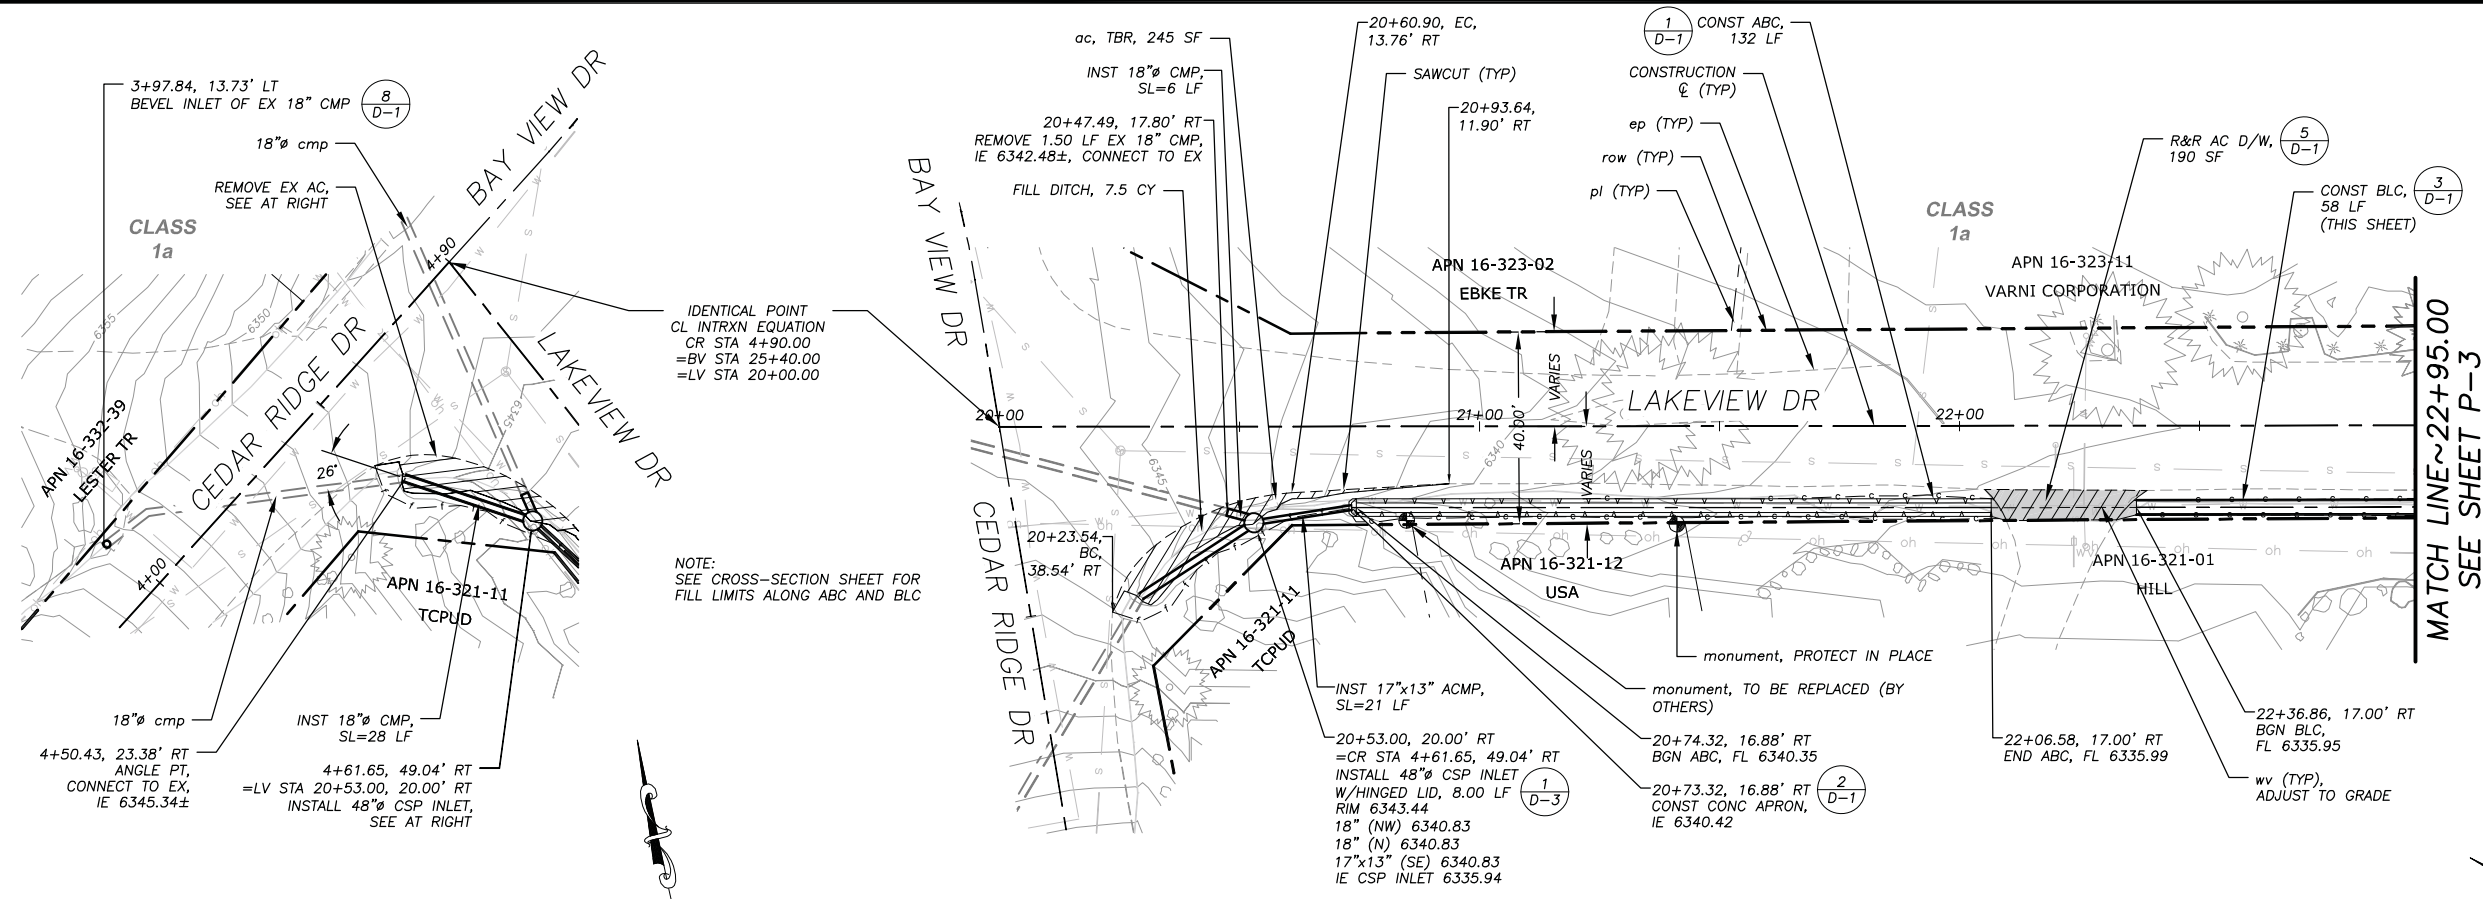 3+97.84, 13.73' LT
BEVEL INLET OF EX 18" CMP
8
D-1
18"ø cmp
REMOVE EX AC,
SEE AT RIGHT
CLASS
1a
BAY VIEW DR
4+90
6355
6350
CEDAR RIDGE DR
LAKEVIEW DR
6345
APN 16-332-39
LESTER TR
26°
4+00
APN 16-321-11
TCPUD
18"ø cmp
4+50.43, 23.38' RT
ANGLE PT,
CONNECT TO EX,
IE 6345.34±
INST 18"ø CMP,
SL=28 LF
4+61.65, 49.04' RT
=LV STA 20+53.00, 20.00' RT
INSTALL 48"ø CSP INLET,
SEE AT RIGHT
IDENTICAL POINT
CL INTRXN EQUATION
CR STA 4+90.00
=BV STA 25+40.00
=LV STA 20+00.00
NOTE:
SEE CROSS-SECTION SHEET FOR
FILL LIMITS ALONG ABC AND BLC
ac, TBR, 245 SF
INST 18"ø CMP,
SL=6 LF
20+47.49, 17.80' RT
REMOVE 1.50 LF EX 18" CMP,
IE 6342.48±, CONNECT TO EX
FILL DITCH, 7.5 CY
20+60.90, EC,
13.76' RT
SAWCUT (TYP)
20+93.64,
11.90' RT
1
D-1
CONST ABC,
132 LF
CONSTRUCTION
℄ (TYP)
ep (TYP)
row (TYP)
pl (TYP)
R&R AC D/W,
190 SF
5
D-1
CONST BLC,
58 LF
(THIS SHEET)
3
D-1
CLASS
1a
BAY VIEW DR
APN 16-323-02
EBKE TR
APN 16-323-11
VARNI CORPORATION
20+00
21+00
22+00
40.00'
VARIES
VARIES
LAKEVIEW DR
6345
6340
20+23.54,
BC,
38.54' RT
CEDAR RIDGE DR
APN 16-321-11
TCPUD
APN 16-321-12
USA
APN 16-321-01
HILL
MATCH LINE~22+95.00
SEE SHEET P-3
INST 17"x13" ACMP,
SL=21 LF
20+53.00, 20.00' RT
=CR STA 4+61.65, 49.04' RT
INSTALL 48"ø CSP INLET
W/HINGED LID, 8.00 LF
RIM 6343.44
18" (NW) 6340.83
18" (N) 6340.83
17"x13" (SE) 6340.83
IE CSP INLET 6335.94
1
D-3
monument, PROTECT IN PLACE
monument, TO BE REPLACED (BY
OTHERS)
20+74.32, 16.88' RT
BGN ABC, FL 6340.35
20+73.32, 16.88' RT
CONST CONC APRON,
IE 6340.42
2
D-1
22+06.58, 17.00' RT
END ABC, FL 6335.99
22+36.86, 17.00' RT
BGN BLC,
FL 6335.95
wv (TYP),
ADJUST TO GRADE